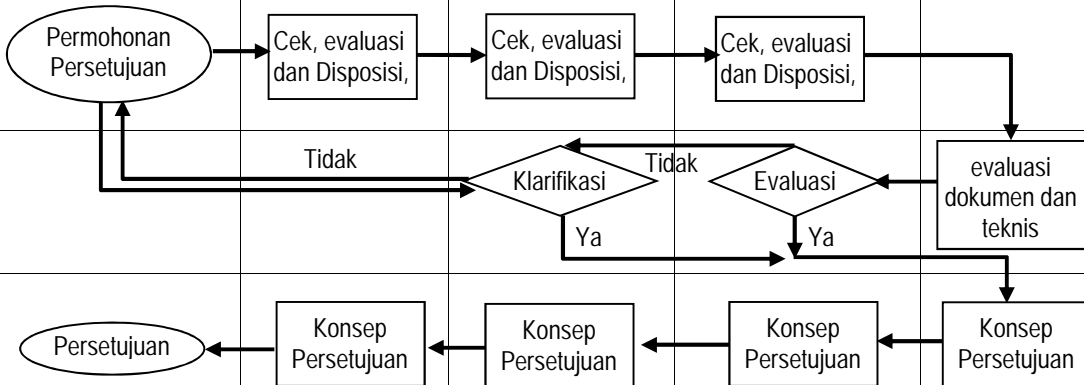 Permohonan
Persetujuan
Cek, evaluasi
dan Disposisi,
Cek, evaluasi
dan Disposisi,
Cek, evaluasi
dan Disposisi,
Tidak
Klarifikasi
Tidak
Evaluasi
evaluasi
dokumen dan
teknis
Ya
Ya
Persetujuan
Konsep
Persetujuan
Konsep
Persetujuan
Konsep
Persetujuan
Konsep
Persetujuan